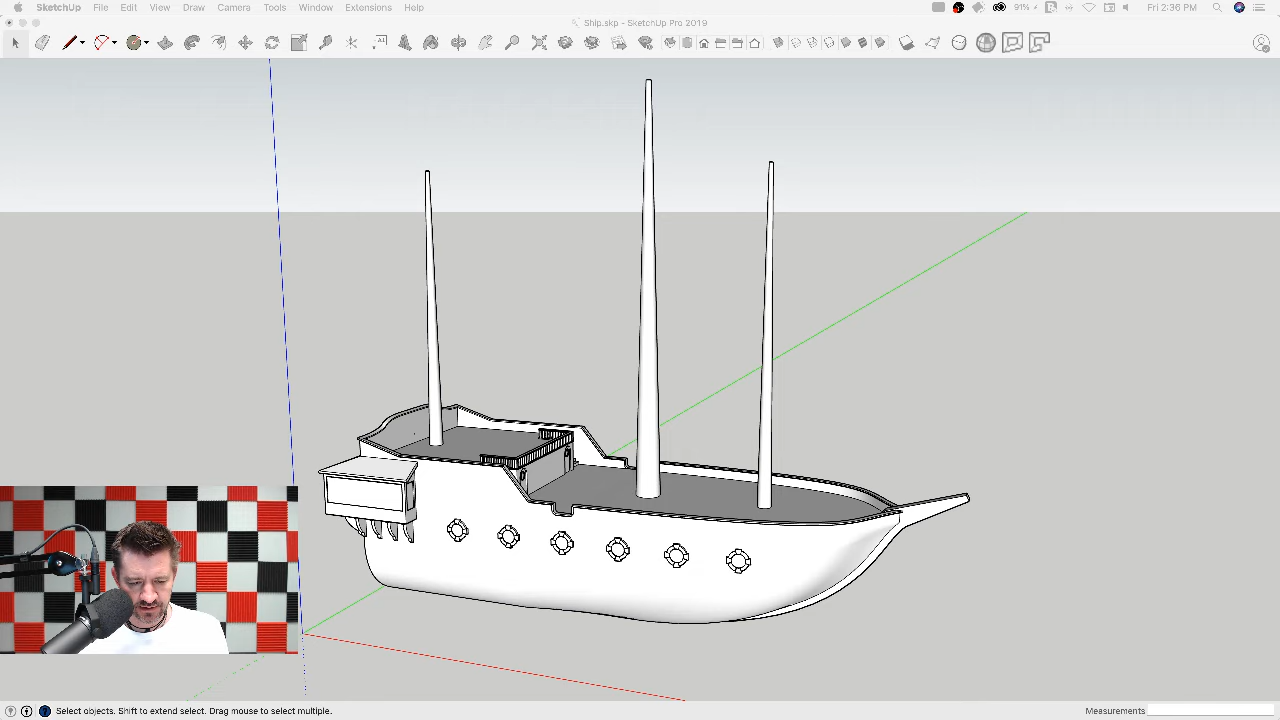 SketchUp File Edit View Draw Camera Tools Window Extensions Help 91% Fri 2:36 PM
Ship.skp - SketchUp Pro 2019
Select objects. Shift to extend select. Drag mouse to select multiple. Measurements